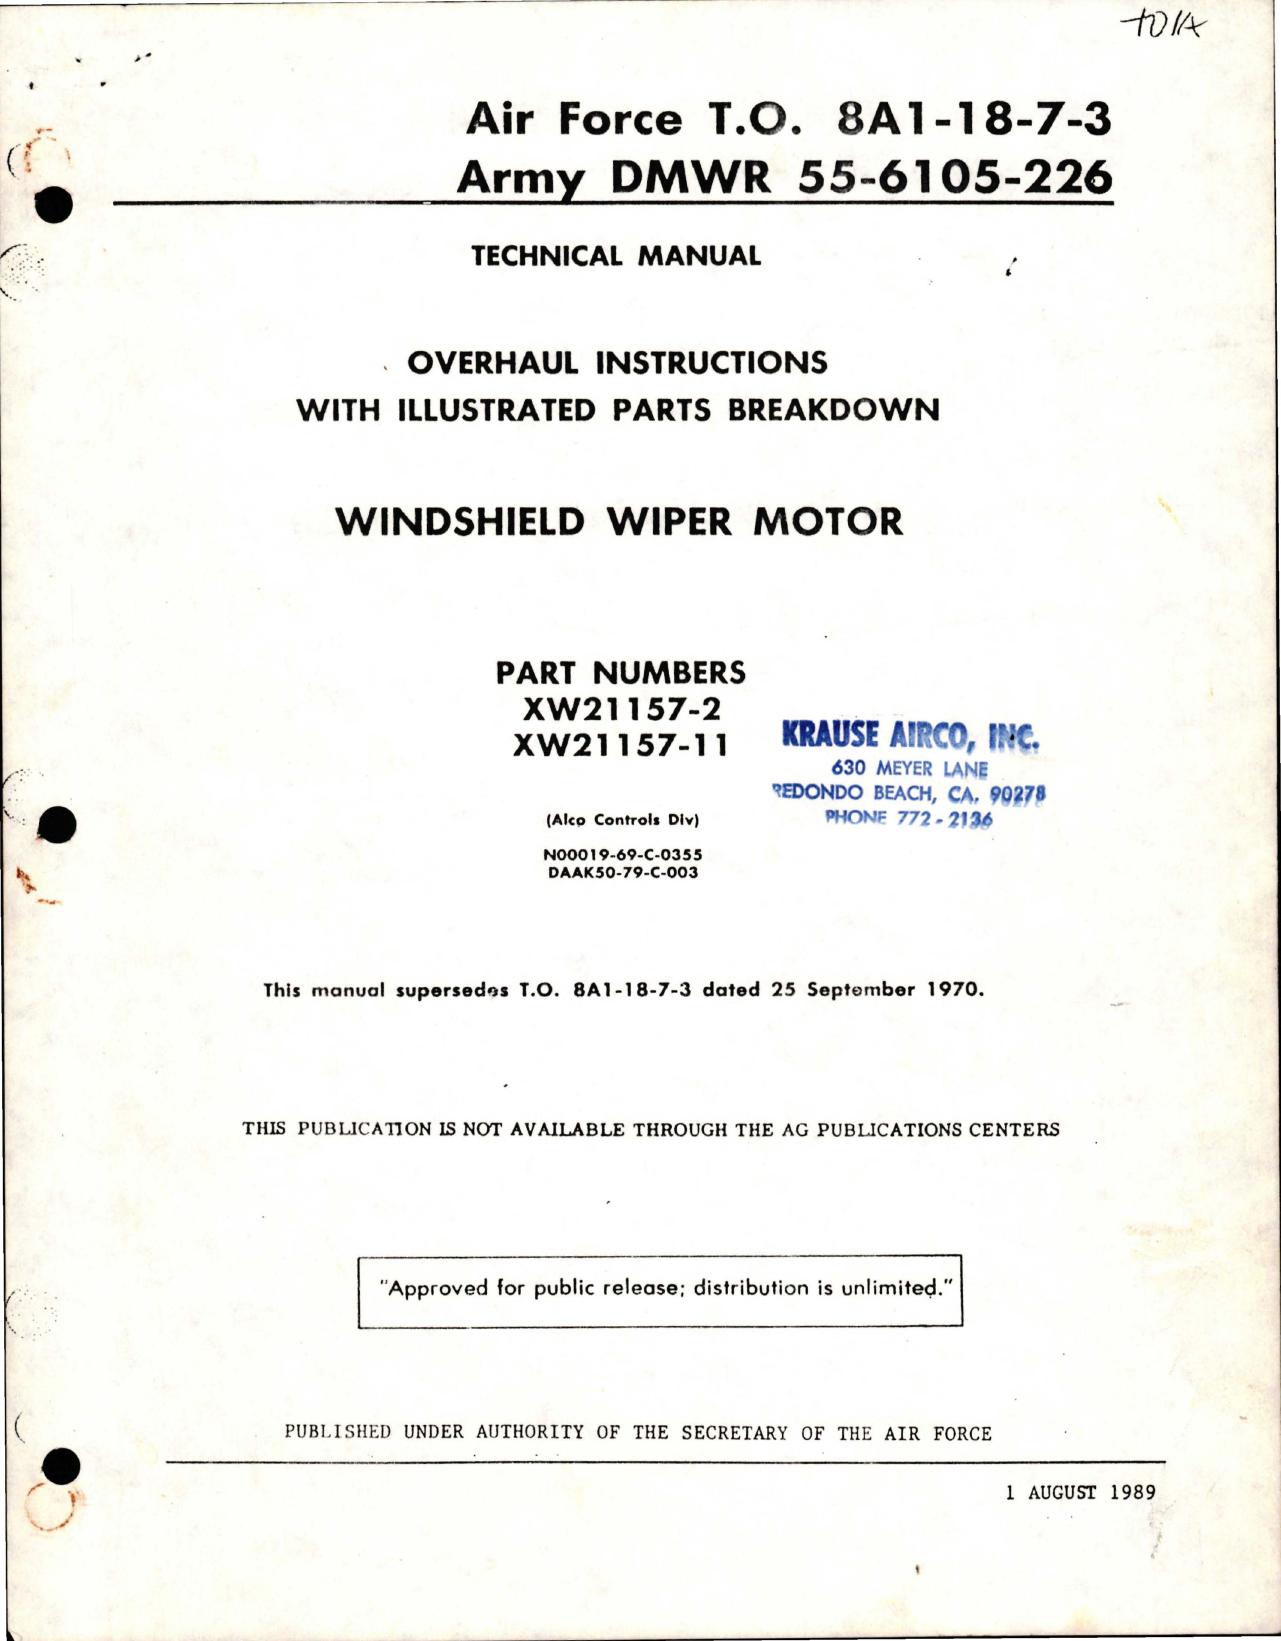 Air Force T.O. 8A1-18-7-3
Army DMWR 55-6105-226
TECHNICAL MANUAL
OVERHAUL INSTRUCTIONS
WITH ILLUSTRATED PARTS BREAKDOWN
WINDSHIELD WIPER MOTOR
PART NUMBERS
XW21157-2
XW21157-11
KRAUSE AIRCO, INC.
630 MEYER LANE
REDONDO BEACH, CA. 90278
PHONE 772-2136
(Alco Controls Div)
N00019-69-C-0355
DAAK50-79-C-003
This manual supersedes T.O. 8A1-18-7-3 dated 25 September 1970.
THIS PUBLICATION IS NOT AVAILABLE THROUGH THE AG PUBLICATIONS CENTERS
"Approved for public release; distribution is unlimited."
PUBLISHED UNDER AUTHORITY OF THE SECRETARY OF THE AIR FORCE
1 AUGUST 1989